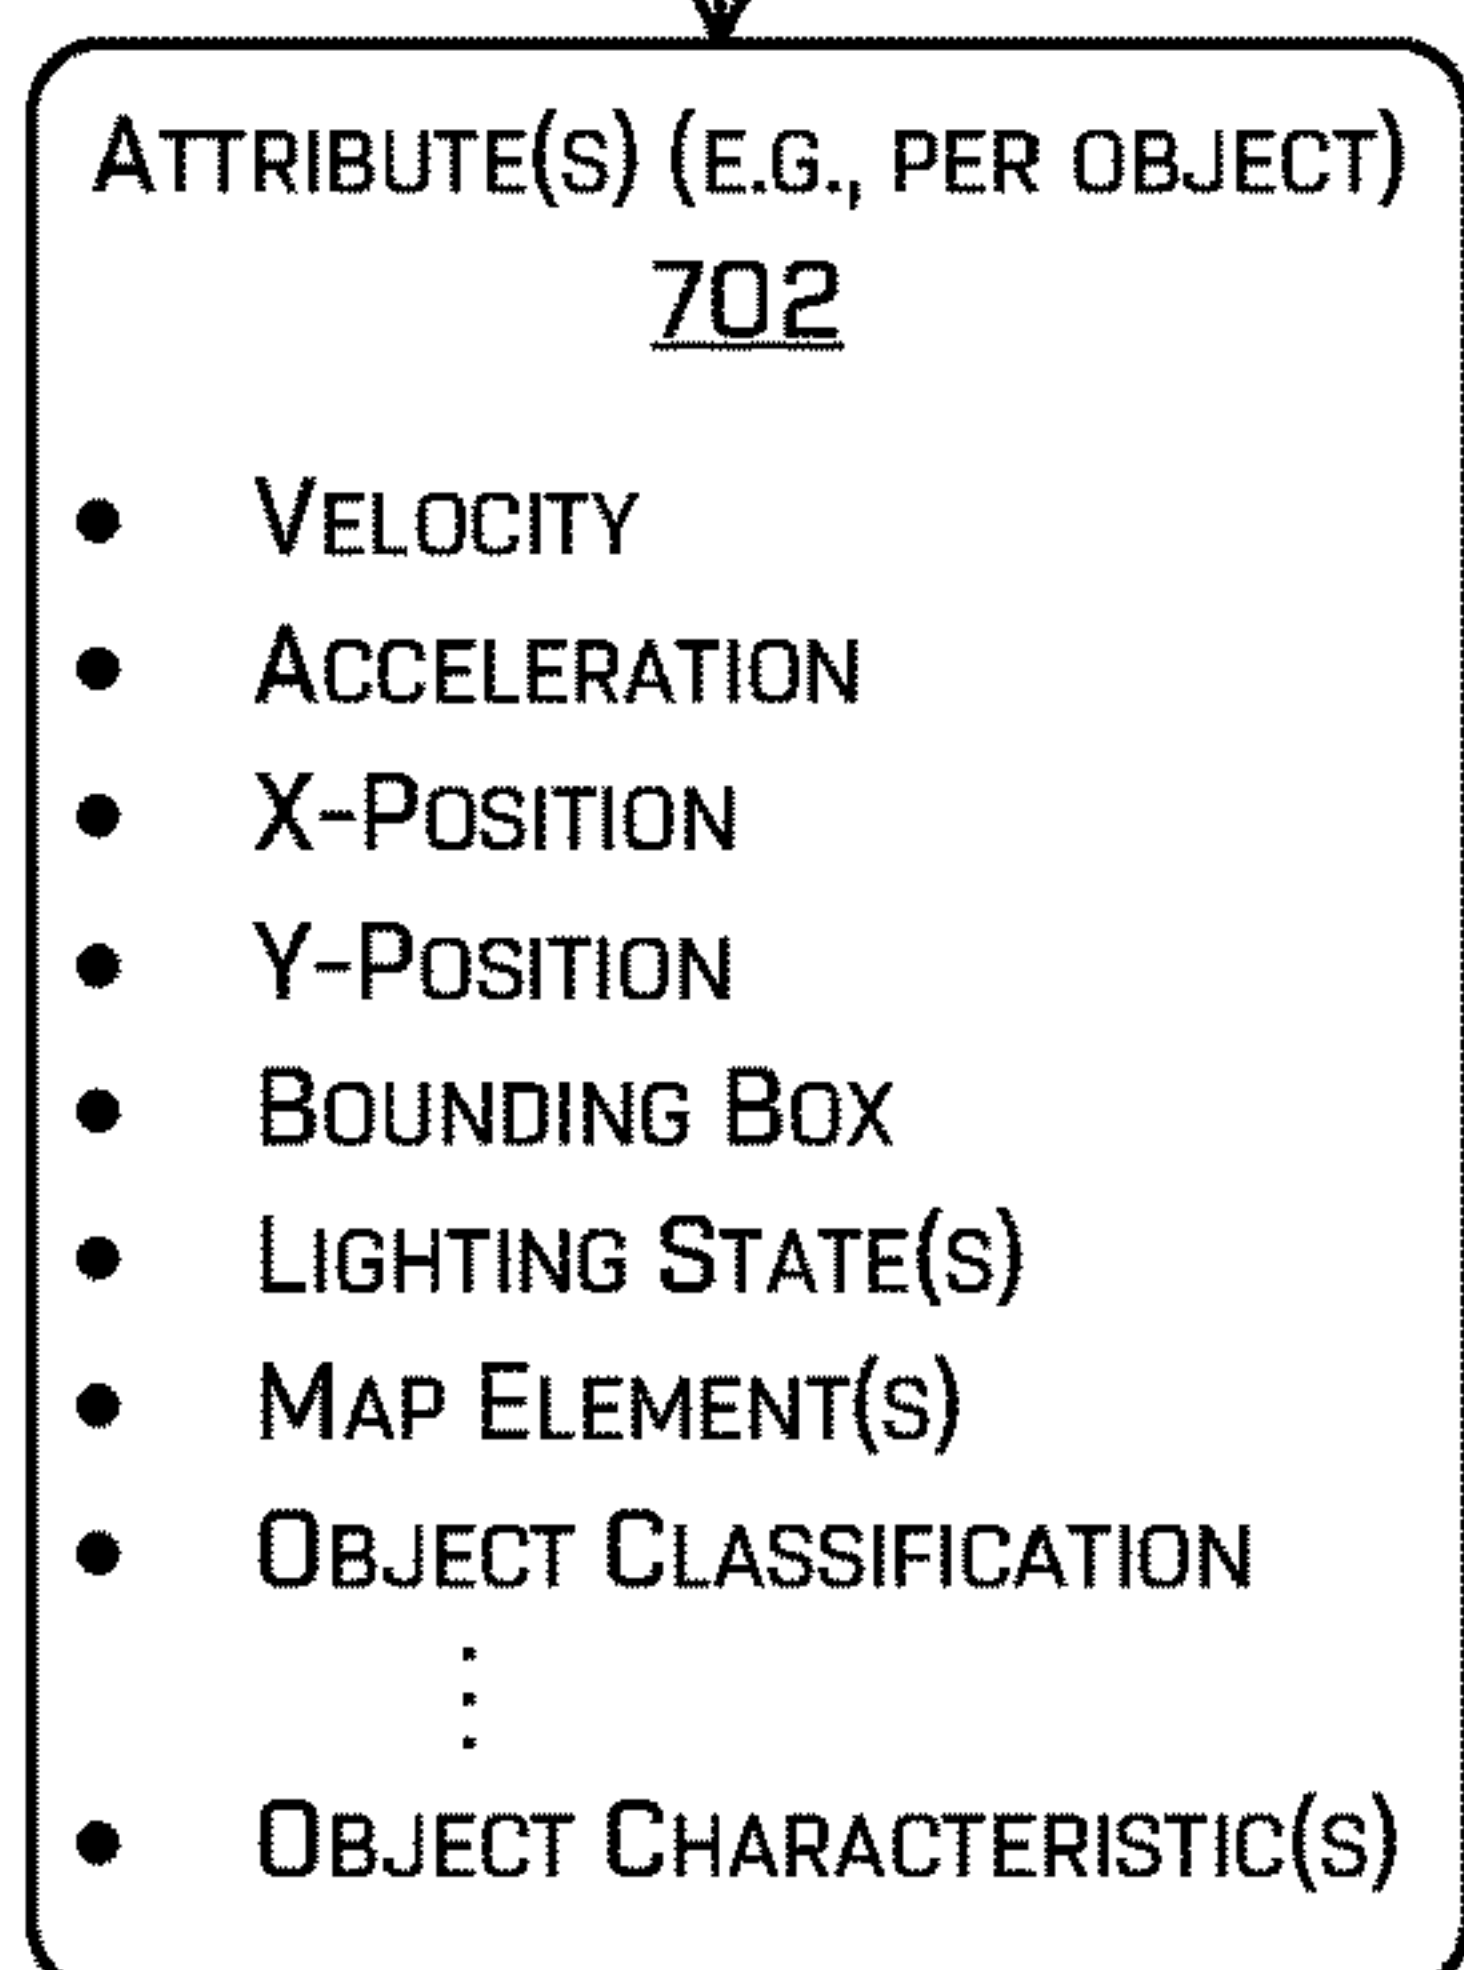 ATTRIBUTE(S) (E.G., PER OBJECT)
702
• VELOCITY
• ACCELERATION
• X-POSITION
• Y-POSITION
• BOUNDING BOX
• LIGHTING STATE(S)
• MAP ELEMENT(S)
• OBJECT CLASSIFICATION
⋮
• OBJECT CHARACTERISTIC(S)